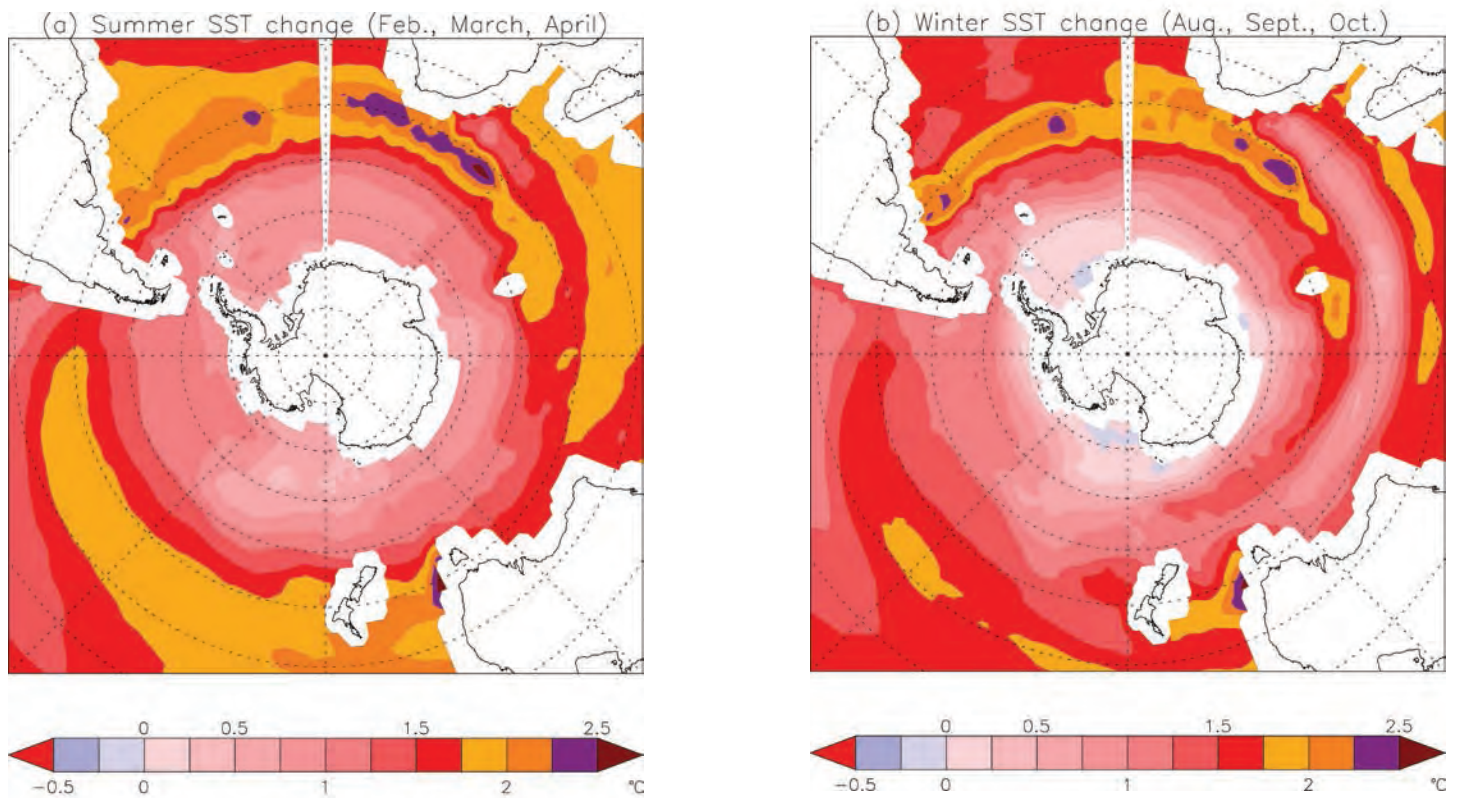 (a) Summer SST change (Feb., March, April)
(b) Winter SST change (Aug., Sept., Oct.)
0 0.5 1.5 2.5
−0.5 0 1 2 °C
0 0.5 1.5 2.5
−0.5 0 1 2 °C